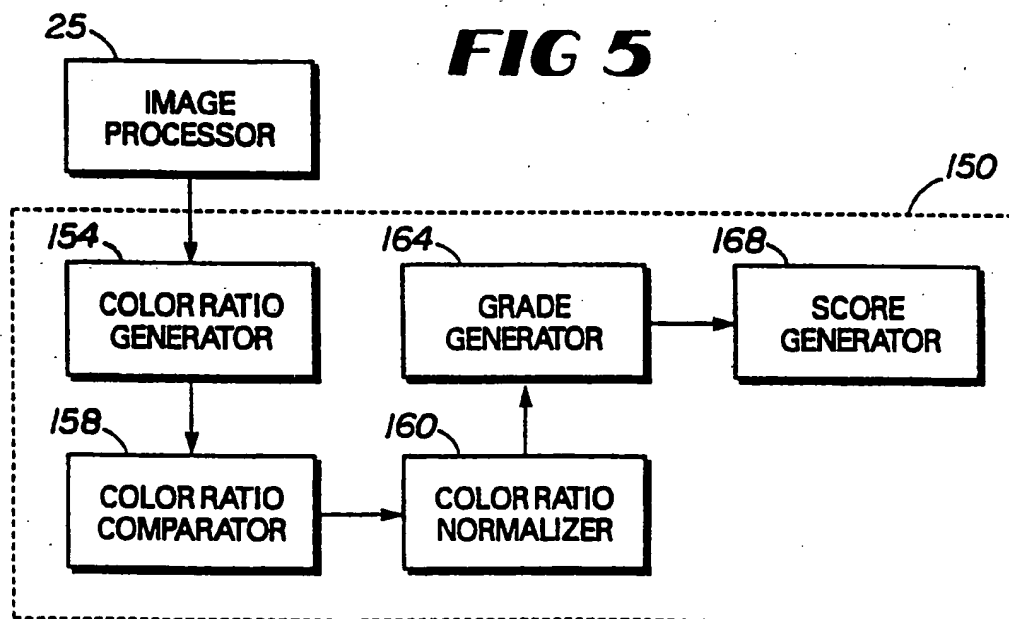 FIG 5
25
IMAGE
PROCESSOR
150
154
COLOR RATIO
GENERATOR
164
GRADE
GENERATOR
168
SCORE
GENERATOR
158
COLOR RATIO
COMPARATOR
160
COLOR RATIO
NORMALIZER